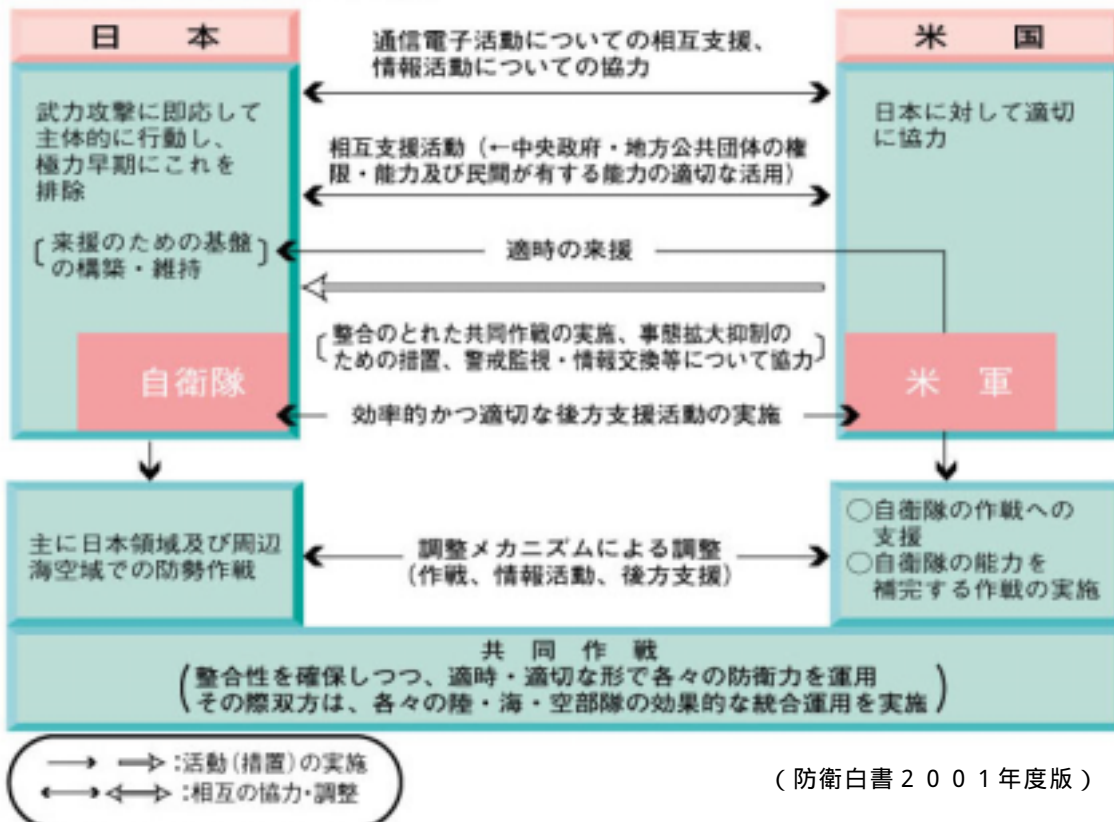 日 本
米 国
通信電子活動についての相互支援、
情報活動についての協力
武力攻撃に即応して
主体的に行動し、
極力早期にこれを
排除
日本に対して適切
に協力
相互支援活動(←中央政府・地方公共団体の権
限・能力及び民間が有する能力の適切な活用)
〔来援のための基盤
の構築・維持〕
適時の来援
〔整合のとれた共同作戦の実施、事態拡大抑制の
ための措置、警戒監視・情報交換等について協力〕
自衛隊
米 軍
効率的かつ適切な後方支援活動の実施
主に日本領域及び周辺
海空域での防勢作戦
調整メカニズムによる調整
(作戦、情報活動、後方支援)
○自衛隊の作戦への
支援
○自衛隊の能力を
補完する作戦の実施
共 同 作 戦
(整合性を確保しつつ、適時・適切な形で各々の防衛力を運用
その際双方は、各々の陸・海・空部隊の効果的な統合運用を実施)
:活動(措置)の実施
:相互の協力・調整
(防衛白書2001年度版)